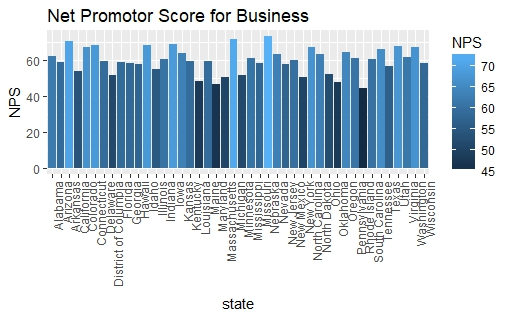 Net Promotor Score for Business
NPS
60
40
20
0
Alabama
Arizona
Arkansas
California
Colorado
Connecticut
Delaware
District of Columbia
Florida
Georgia
Hawaii
Idaho
Illinois
Indiana
Iowa
Kansas
Kentucky
Louisiana
Maine
Maryland
Massachusetts
Michigan
Minnesota
Mississippi
Missouri
Nebraska
Nevada
New Jersey
New Mexico
New York
North Carolina
North Dakota
Ohio
Oklahoma
Oregon
Pennsylvania
Rhode Island
South Carolina
Tennessee
Texas
Utah
Virginia
Washington
Wisconsin
state
NPS
70
65
60
55
50
45